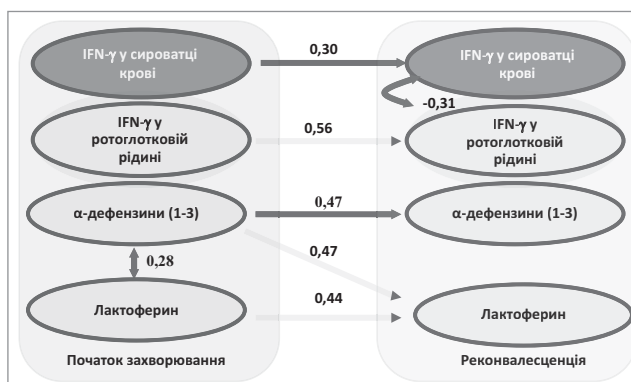 IFN-γ у сироватці
крові
0,30
IFN-γ у сироватці
крові
-0,31
IFN-γ у
ротоглотковій
рідині
0,56
IFN-γ у
ротоглотковій
рідині
α-дефензини (1-3)
0,47
α-дефензини (1-3)
0,28
0,47
Лактоферин
0,44
Лактоферин
Початок захворювання
Реконвалесценція